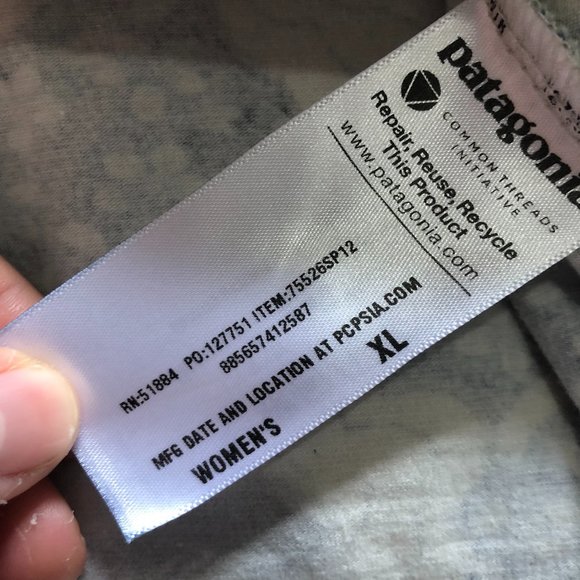 patagonia
COMMON THREADS
INITIATIVE
Repair, Reuse, Recycle
This Product
www.patagonia.com
RN:51884 PO:127751 ITEM:75526SP12
885657412587
MFG DATE AND LOCATION AT PCPSIA.COM
WOMEN'S XL